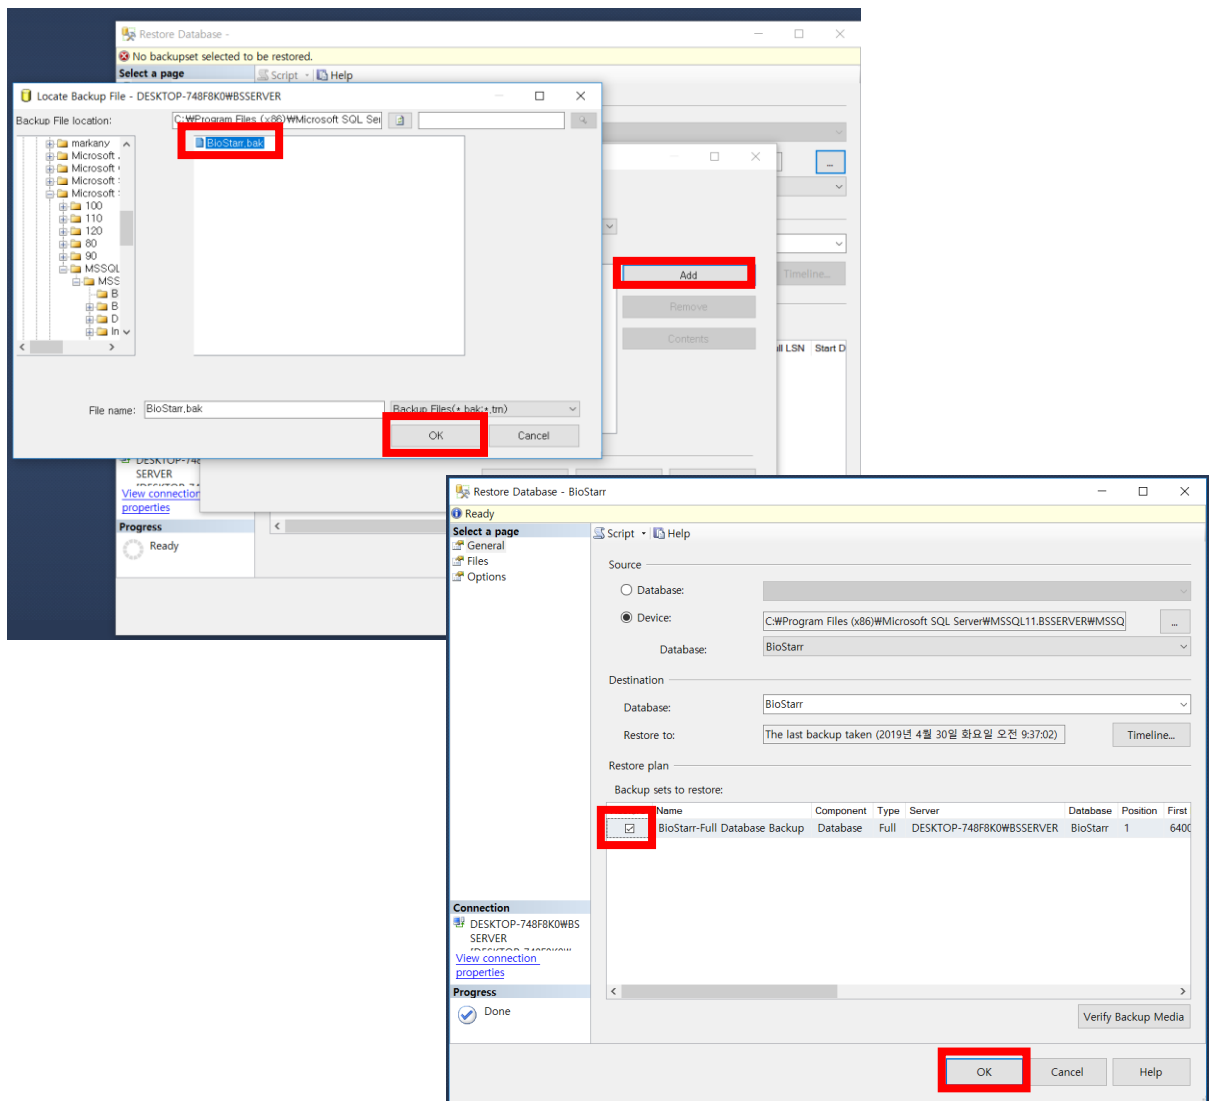 Restore Database -
No backupset selected to be restored.
Select a page
Script
Help
Locate Backup File - DESKTOP-748F8K0₩BSSERVER
Backup File location:
C:₩Program Files (x86)₩Microsoft SQL Ser
markany
Microsoft
Microsoft
Microsoft
Microsoft
100
110
120
80
90
MSSQL
MSS
B
B
D
In
BioStarr.bak
...
Add
Timeline...
Remove
Contents
LSN
Start D
File name:
BioStarr.bak
Backup Files(*.bak;*.trn)
OK
Cancel
DESKTOP-748
SERVER
View connection
properties
Progress
Ready
Restore Database - BioStarr
Ready
Select a page
General
Files
Options
Script
Help
Source
Database:
Device:
C:₩Program Files (x86)₩Microsoft SQL Server₩MSSQL11.BSSERVER₩MSSQ
...
Database:
BioStarr
Destination
Database:
BioStarr
Restore to:
The last backup taken (2019년 4월 30일 화요일 오전 9:37:02)
Timeline...
Restore plan
Backup sets to restore:
Name Component Type Server Database Position First
BioStarr-Full Database Backup Database Full DESKTOP-748F8K0₩BSSERVER BioStarr 1 6400
Connection
DESKTOP-748F8K0₩BS
SERVER
View connection
properties
Progress
Done
Verify Backup Media
OK
Cancel
Help